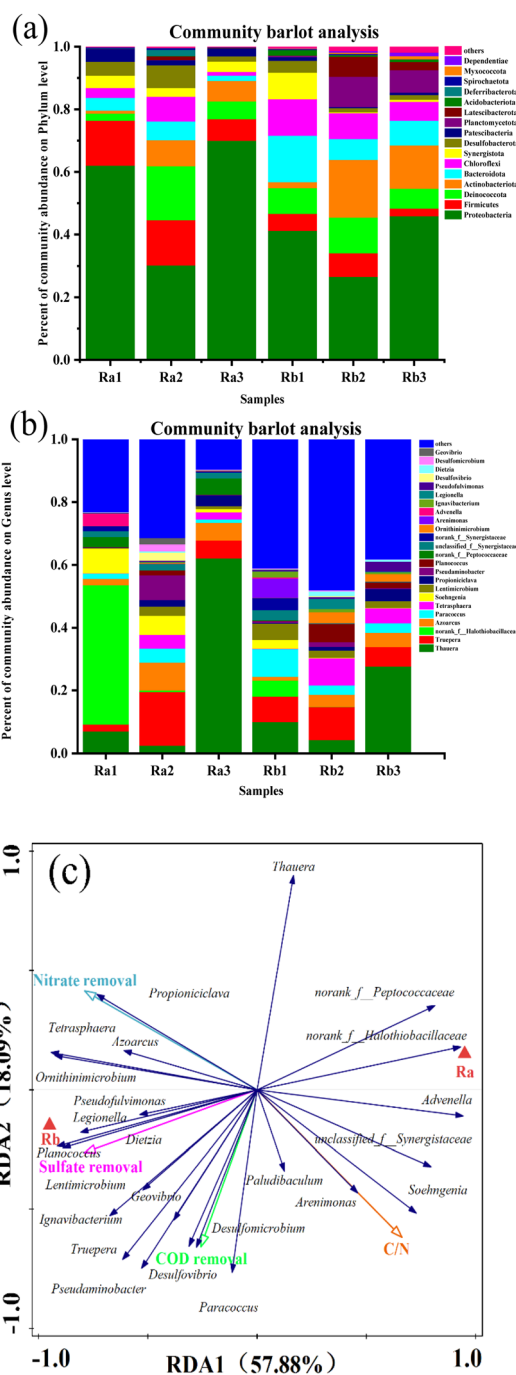 (a)
Community barlot analysis
Percent of community abundance on Phylum level
1.0
0.8
0.6
0.4
0.2
0.0
Ra1 Ra2 Ra3 Rb1 Rb2 Rb3
Samples
others
Dependentiae
Myxococcota
Spirochaetota
Deferribacterota
Acidobacteriota
Latescibacterota
Planctomycetota
Patescibacteria
Desulfobacterota
Synergistota
Chloroflexi
Bacteroidota
Actinobacteriota
Deinococcota
Firmicutes
Proteobacteria
(b)
Community barlot analysis
Percent of community abundance on Genus level
1.0
0.8
0.6
0.4
0.2
0.0
Ra1 Ra2 Ra3 Rb1 Rb2 Rb3
Samples
others
Geovibrio
Desulfomicrobium
Dietzia
Desulfovibrio
Pseudofulvimonas
Legionella
Ignavibacterium
Advenella
Arenimonas
Ornithinimicrobium
norank_f__Synergistaceae
unclassified_f__Synergistaceae
norank_f__Peptococcaceae
Planococcus
Pseudaminobacter
Propioniciclava
Lentimicrobium
Soehngenia
Tetrasphaera
Paracoccus
Azoarcus
norank_f__Halothiobacillaceae
Truepera
Thauera
(c)
1.0
Thauera
Nitrate removal
Propioniciclava
norank_f__Peptococcaceae
Tetrasphaera
Azoarcus
norank_f__Halothiobacillaceae
Ra
Ornithinimicrobium
Pseudofulvimonas
Advenella
Legionella
Rb
Dietzia
unclassified_f__Synergistaceae
Planococcus
Sulfate removal
Lentimicrobium
Paludibaculum
Soehngenia
Geovibrio
Arenimonas
Ignavibacterium
Desulfomicrobium
C/N
Truepera
COD removal
Desulfovibrio
Pseudaminobacter
Paracoccus
RDA2（18.09%）
-1.0
-1.0
1.0
RDA1（57.88%）